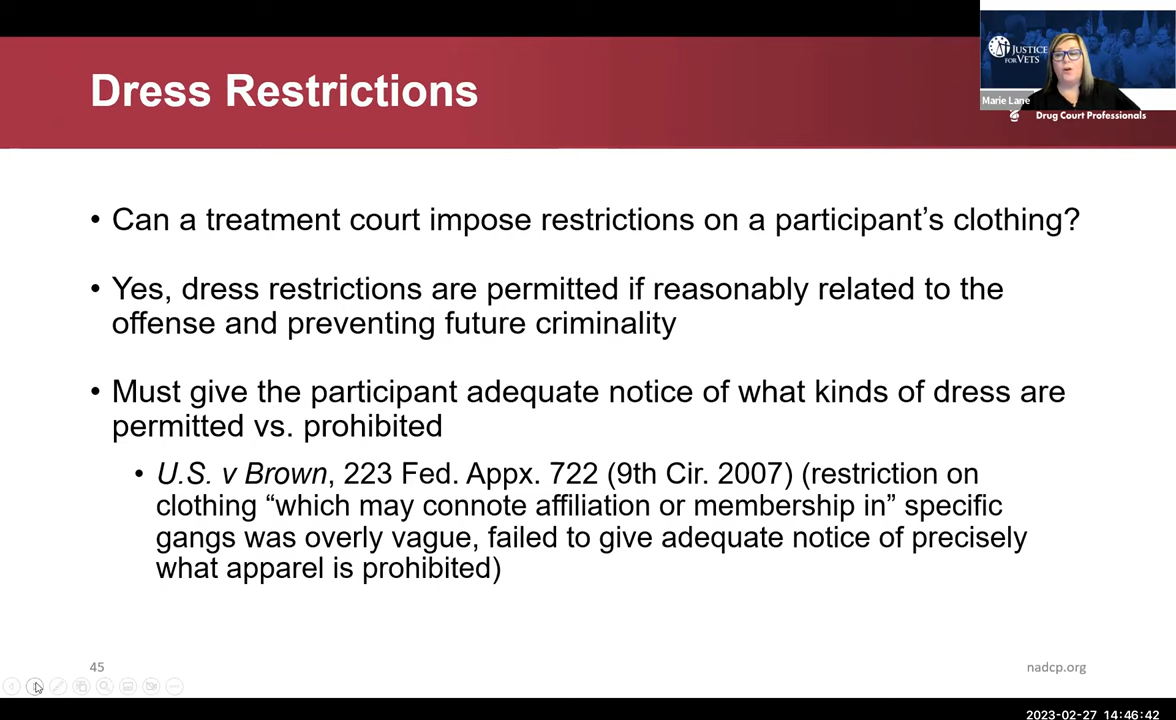 Dress Restrictions
JUSTICE
FOR VETS
Marie Lane
Drug Court Professionals
• Can a treatment court impose restrictions on a participant’s clothing?
• Yes, dress restrictions are permitted if reasonably related to the
offense and preventing future criminality
• Must give the participant adequate notice of what kinds of dress are
permitted vs. prohibited
• U.S. v Brown, 223 Fed. Appx. 722 (9th Cir. 2007) (restriction on
clothing “which may connote affiliation or membership in” specific
gangs was overly vague, failed to give adequate notice of precisely
what apparel is prohibited)
45
nadcp.org
2023-02-27 14:46:42